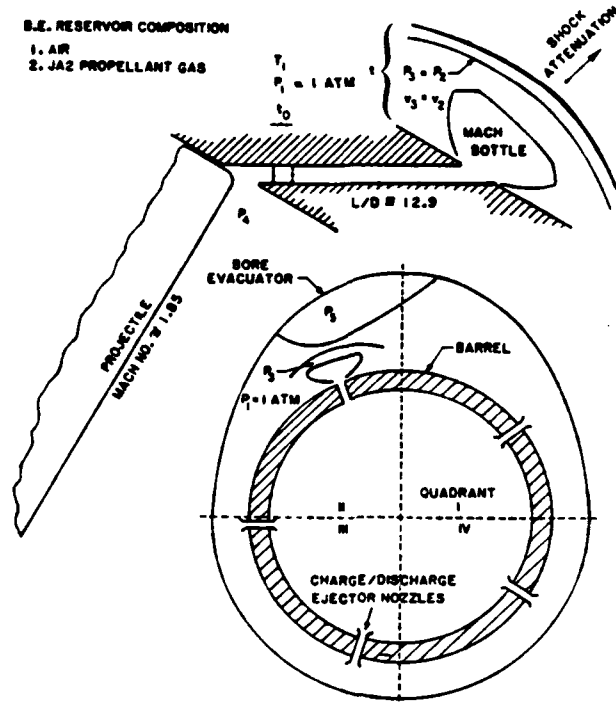 B.E. RESERVOIR COMPOSITION
1. AIR
2. JA2 PROPELLANT GAS
T₁
P₁ = 1 ATM
t₀
t
P₃ = P₂
v₃ = v₂
SHOCK
ATTENUATION
MACH
BOTTLE
L/D ≅ 12.9
P₄
PROJECTILE
MACH NO. ≅ 1.85
BORE
EVACUATOR
P₅
BARREL
P₃
P₁ = 1 ATM
QUADRANT
II
I
III
IV
CHARGE/DISCHARGE
EJECTOR NOZZLES